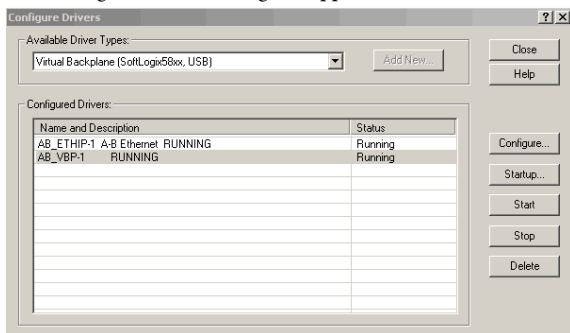 Configure Drivers
Available Driver Types:
Virtual Backplane (SoftLogix58xx, USB)
Add New...
Close
Help
Configured Drivers:
Name and Description Status
AB_ETHIP-1 A-B Ethernet RUNNING Running
AB_VBP-1 RUNNING Running
Configure...
Startup...
Start
Stop
Delete